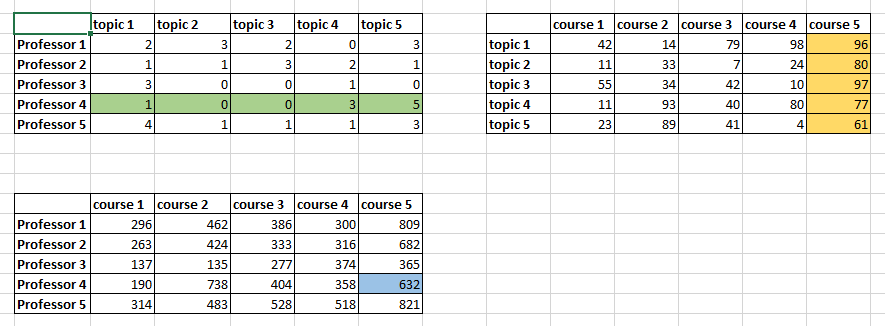 topic 1 topic 2 topic 3 topic 4 topic 5 course 1 course 2 course 3 course 4 course 5
Professor 1 2 3 2 0 3 topic 1 42 14 79 98 96
Professor 2 1 1 3 2 1 topic 2 11 33 7 24 80
Professor 3 3 0 0 1 0 topic 3 55 34 42 10 97
Professor 4 1 0 0 3 5 topic 4 11 93 40 80 77
Professor 5 4 1 1 1 3 topic 5 23 89 41 4 61
course 1 course 2 course 3 course 4 course 5
Professor 1 296 462 386 300 809
Professor 2 263 424 333 316 682
Professor 3 137 135 277 374 365
Professor 4 190 738 404 358 632
Professor 5 314 483 528 518 821